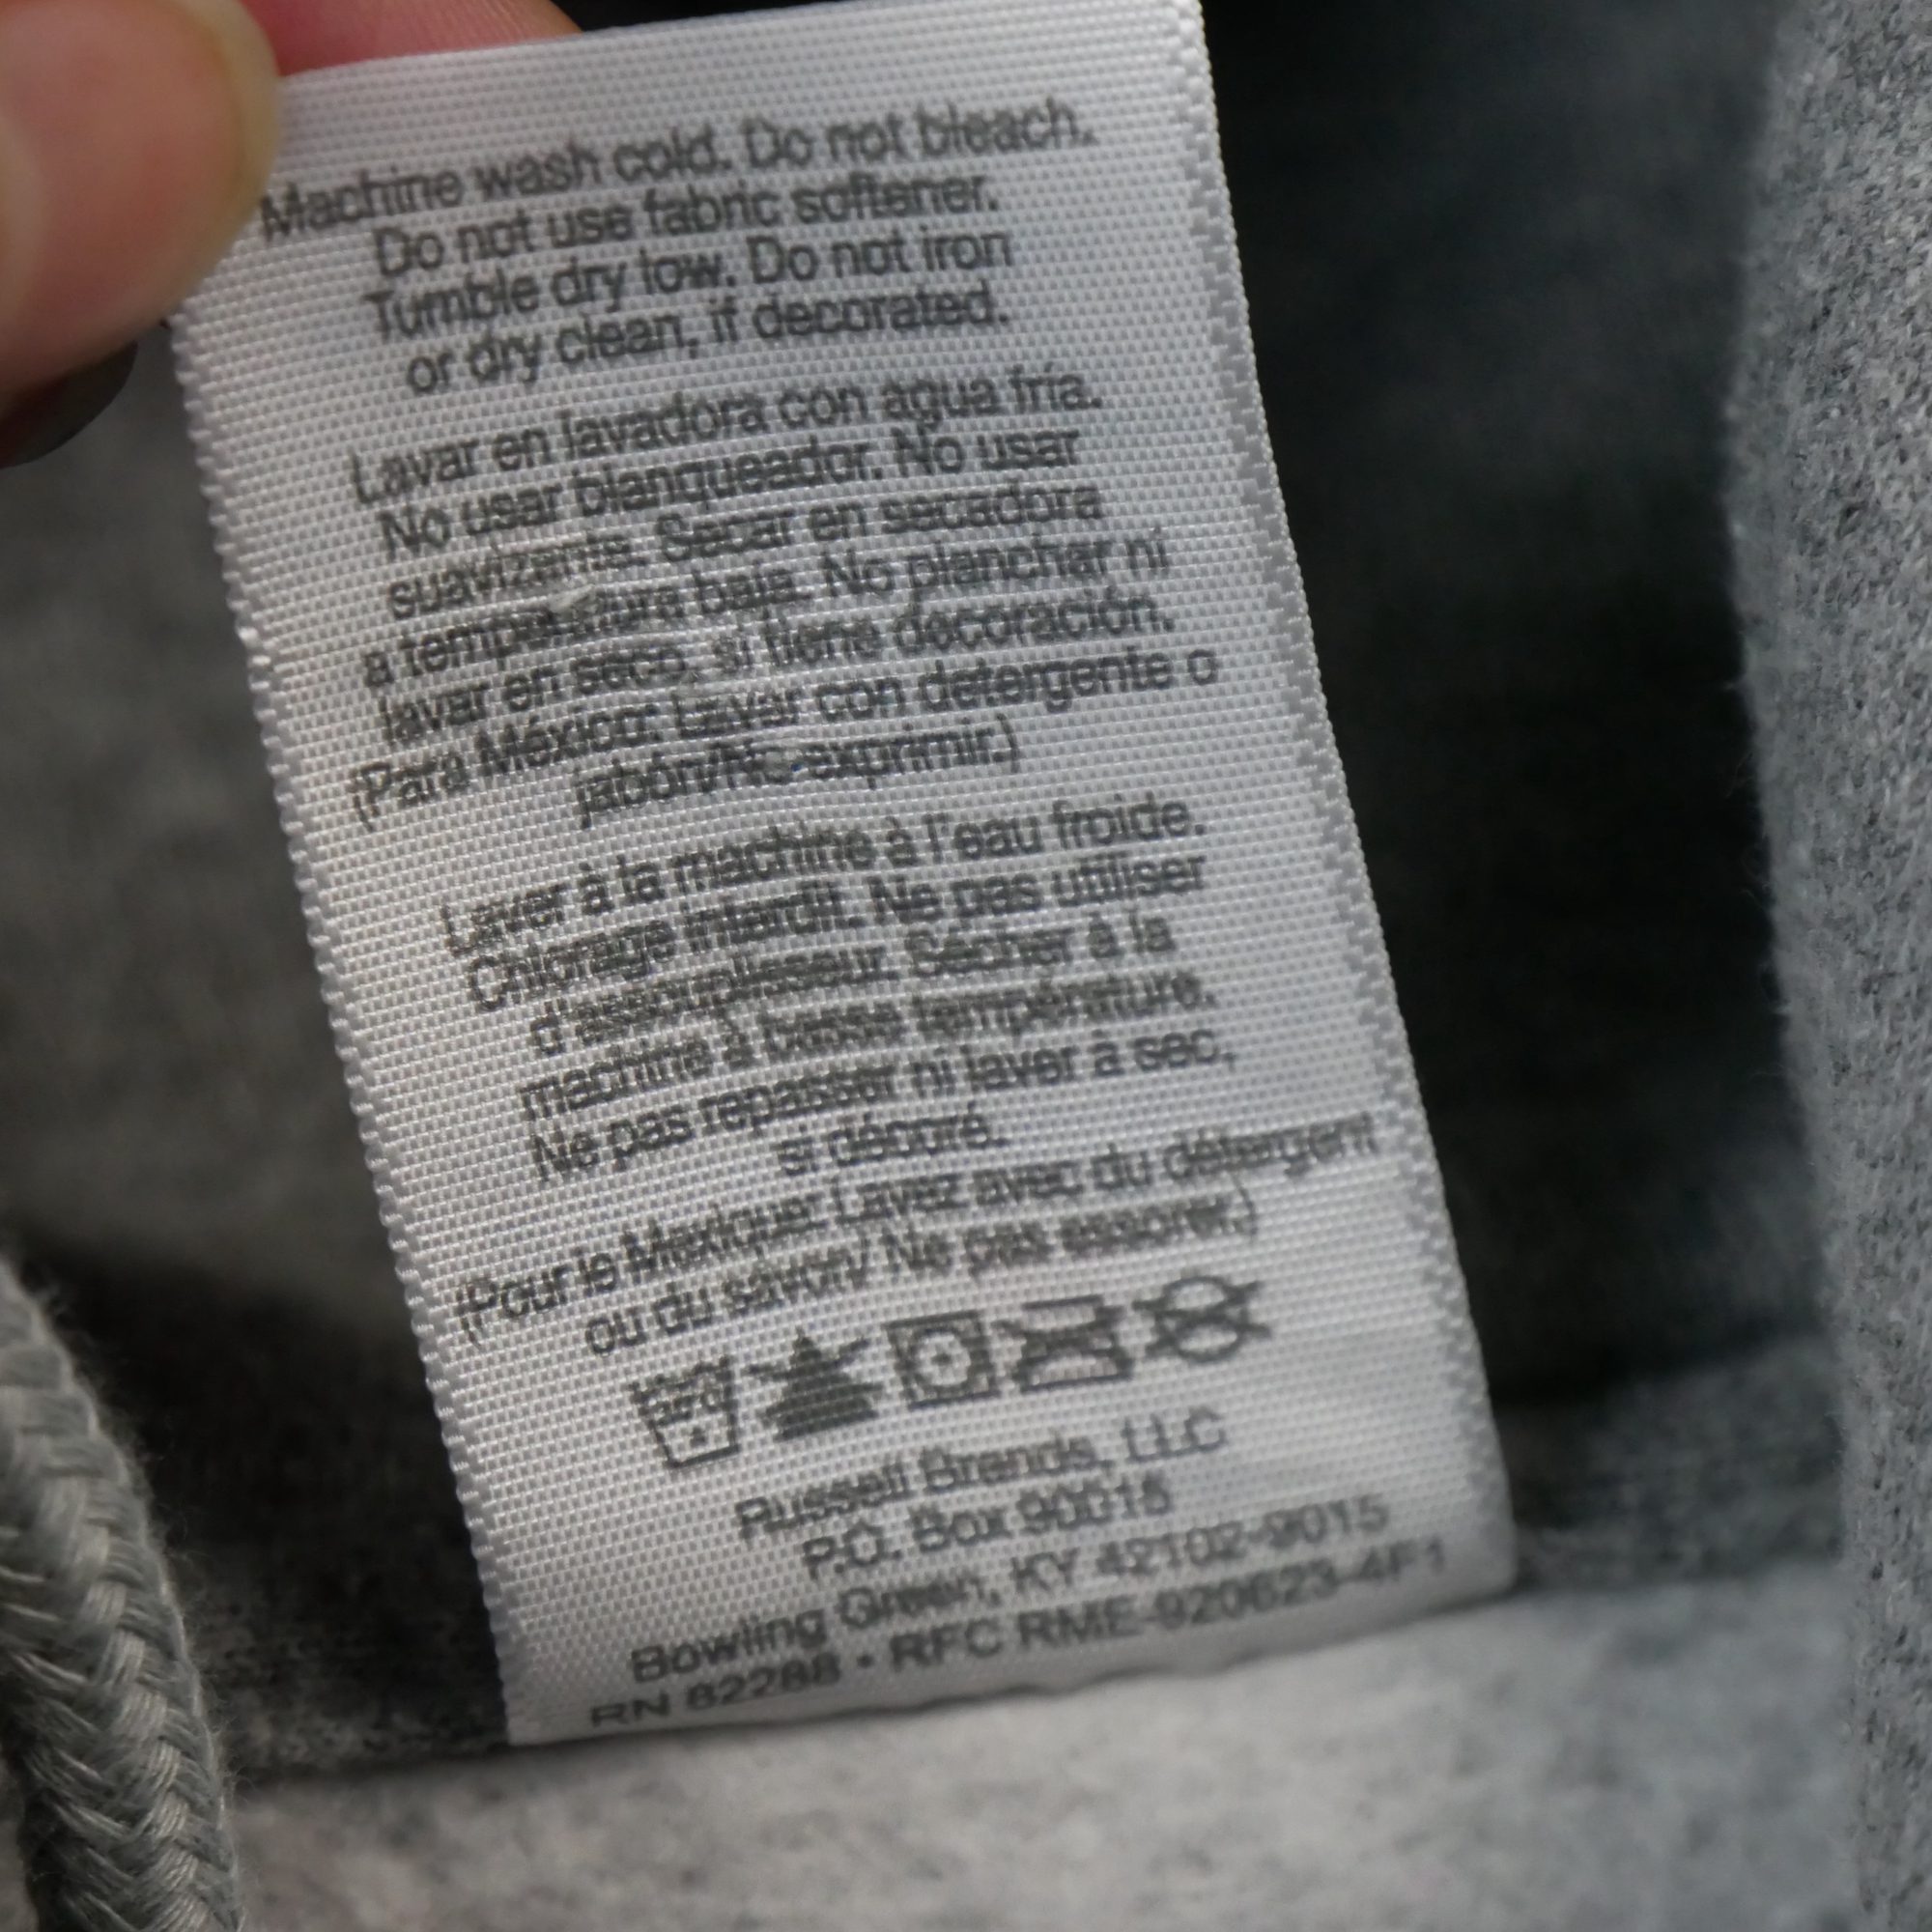 Machine wash cold. Do not bleach.
Do not use fabric softener.
Tumble dry low. Do not iron
or dry clean, if decorated.
Lavar en lavadora con agua fría.
No usar blanqueador. No usar
suavizante. Secar en secadora
a temperatura baja. No planchar ni
lavar en seco, si tiene decoración.
(Para México: Lavar con detergente o
jabón/No exprimir.)
Laver à la machine à l'eau froide.
Chlorage interdit. Ne pas utiliser
d'assouplisseur. Sécher à la
machine à basse température.
Ne pas repasser ni laver à sec,
si décoré.
(Pour le Mexique: Lavez avec du détergent
ou du savon/ Ne pas essorer.)
Russell Brands, LLC
P.O. Box 90015
Bowling Green, KY 42102-9015
RN 82288 • RFC RME-920623-4F1